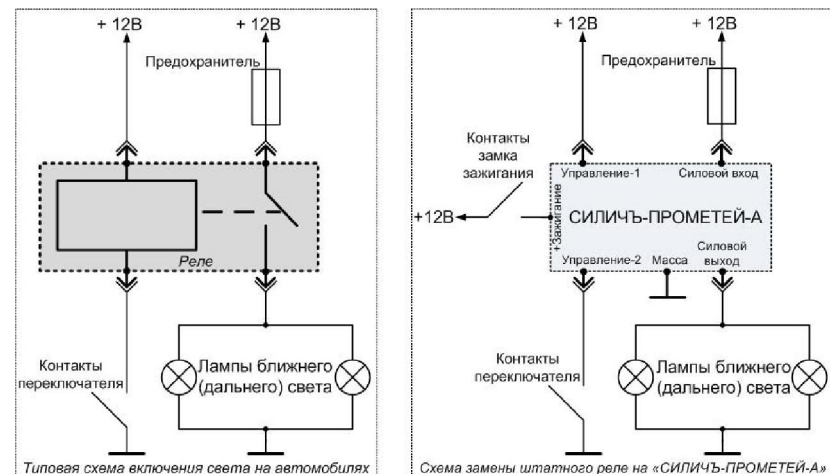 + 12В
+ 12В
Предохранитель
Реле
Контакты
переключателя
Лампы ближнего
(дальнего) света
Типовая схема включения света на автомобилях
+ 12В
+ 12В
Предохранитель
Контакты
замка
зажигания
+12В
+Зажигание
Управление-1
Силовой вход
СИЛИЧЪ-ПРОМЕТЕЙ-А
Управление-2
Масса
Силовой
выход
Контакты
переключателя
Лампы ближнего
(дальнего) света
Схема замены штатного реле на «СИЛИЧЪ-ПРОМЕТЕЙ-А»